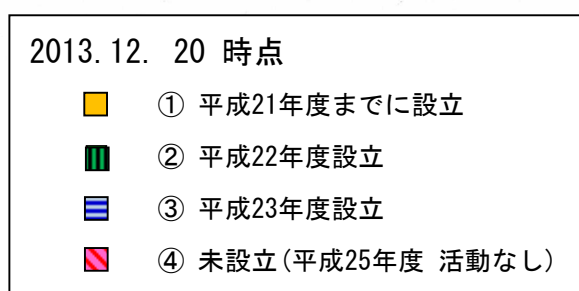 2013.12. 20 時点
① 平成21年度までに設立
② 平成22年度設立
③ 平成23年度設立
④ 未設立(平成25年度 活動なし)